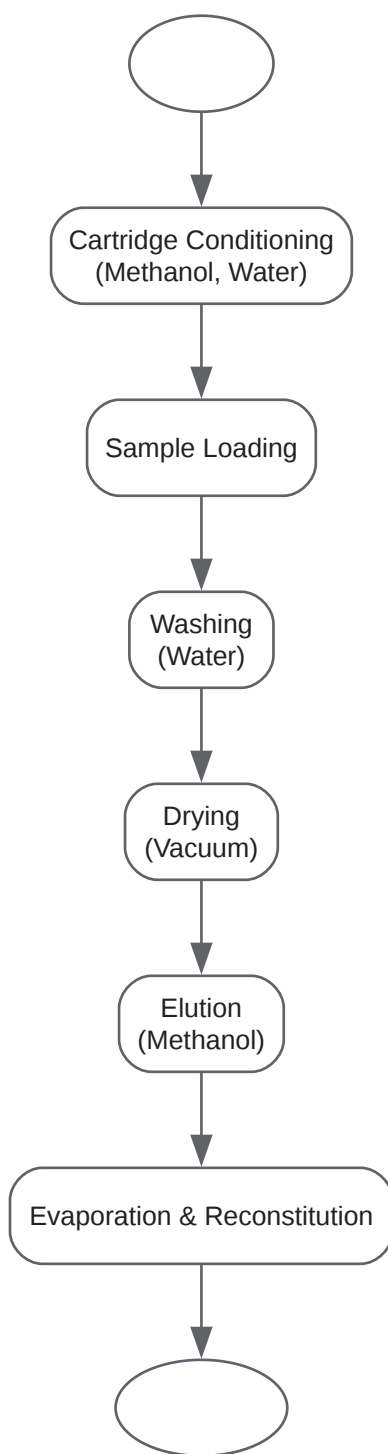 Cartridge Conditioning
(Methanol, Water)
Sample Loading
Washing
(Water)
Drying
(Vacuum)
Elution
(Methanol)
Evaporation & Reconstitution